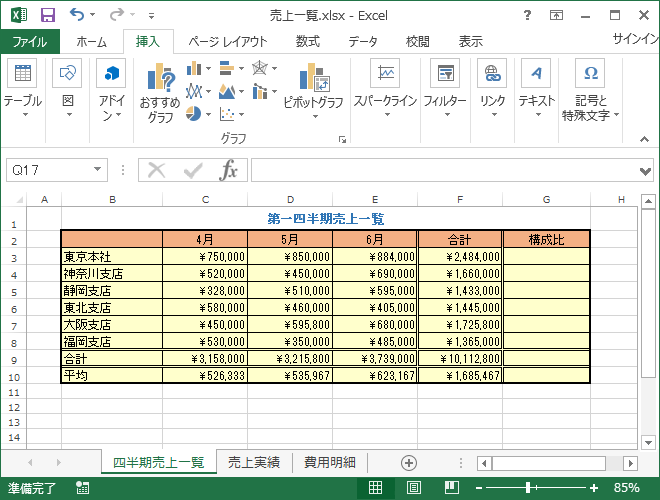 売上一覧.xlsx - Excel
ファイル ホーム 挿入 ページ レイアウト 数式 データ 校閲 表示 サインイン
テーブル 図 アドイン おすすめグラフ ピボットグラフ スパークライン フィルター リンク テキスト 記号と特殊文字
グラフ
Q17 fx
A B C D E F G H
1 第一四半期売上一覧
2 4月 5月 6月 合計 構成比
3 東京本社 ¥750,000 ¥850,000 ¥884,000 ¥2,484,000
4 神奈川支店 ¥520,000 ¥450,000 ¥690,000 ¥1,660,000
5 静岡支店 ¥328,000 ¥510,000 ¥595,000 ¥1,433,000
6 東北支店 ¥580,000 ¥460,000 ¥405,000 ¥1,445,000
7 大阪支店 ¥450,000 ¥595,800 ¥680,000 ¥1,725,800
8 福岡支店 ¥530,000 ¥350,000 ¥485,000 ¥1,365,000
9 合計 ¥3,158,000 ¥3,215,800 ¥3,739,000 ¥10,112,800
10 平均 ¥526,333 ¥535,967 ¥623,167 ¥1,685,467
11
12
13
14
四半期売上一覧 売上実績 費用明細
準備完了 85%